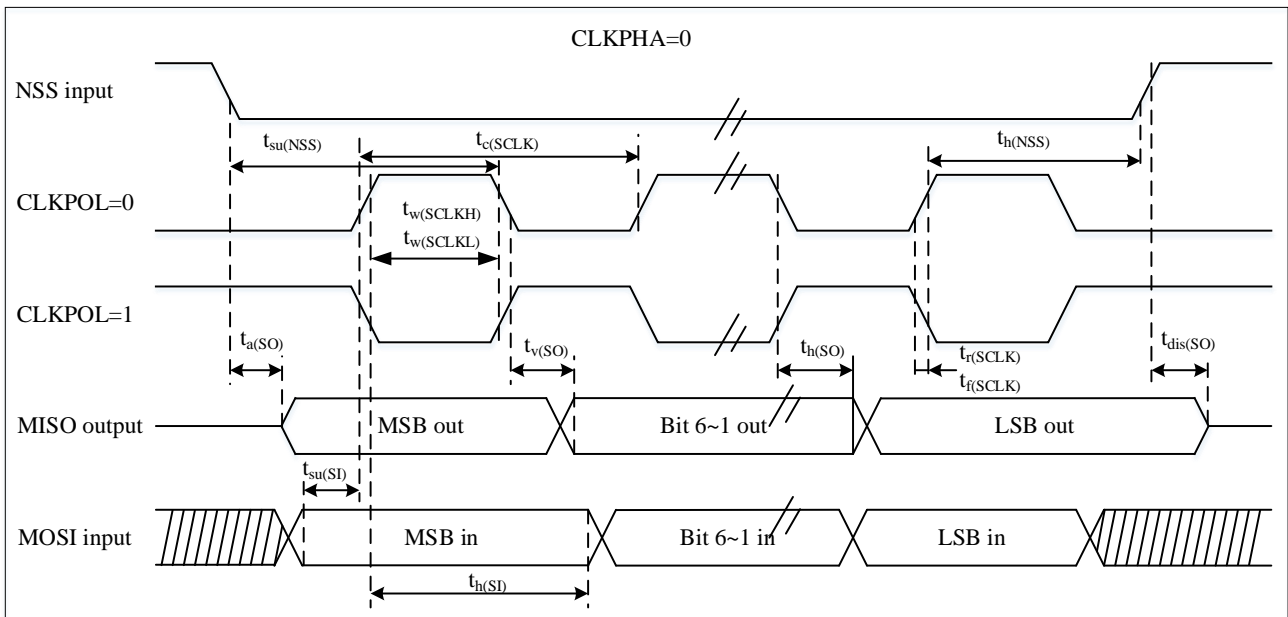 CLKPHA=0
NSS input
tsu(NSS)
tc(SCLK)
th(NSS)
CLKPOL=0
tw(SCLKH)
tw(SCLKL)
CLKPOL=1
ta(SO)
tv(SO)
th(SO)
tr(SCLK)
tf(SCLK)
tdis(SO)
MISO output
MSB out
Bit 6~1 out
LSB out
tsu(SI)
MOSI input
MSB in
Bit 6~1 in
LSB in
th(SI)